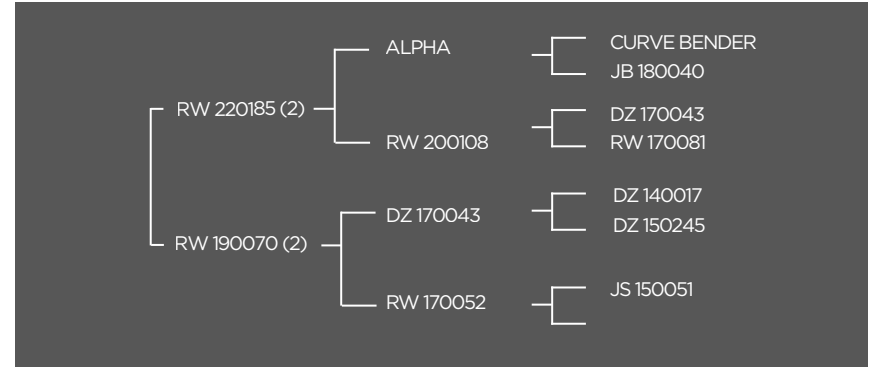 ALPHA
CURVE BENDER
JB 180040
RW 220185 (2)
RW 200108
DZ 170043
RW 170081
RW 190070 (2)
DZ 170043
DZ 140017
DZ 150245
RW 170052
JS 150051